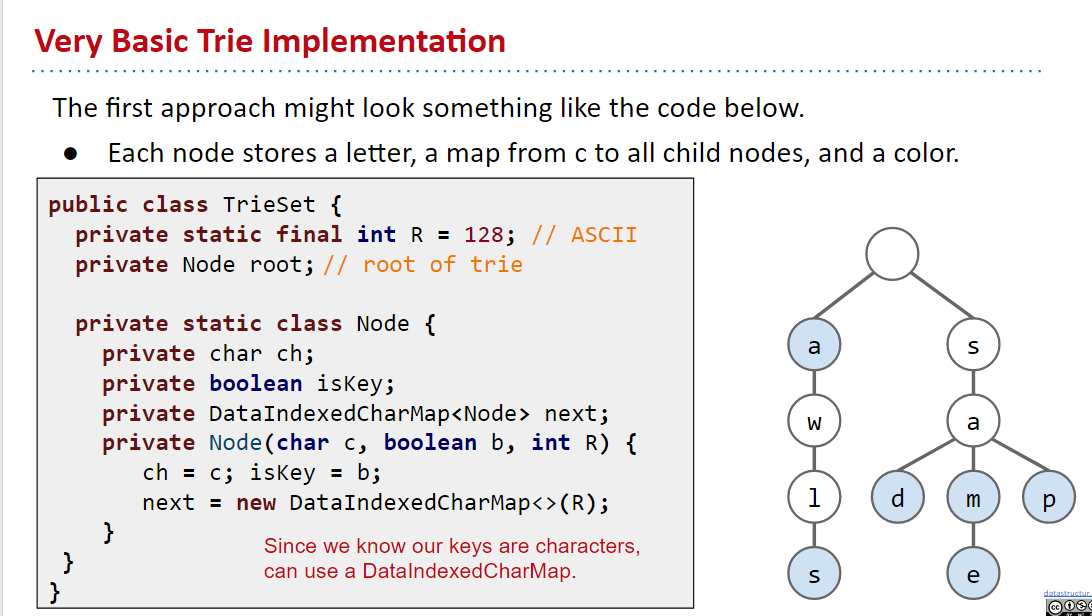 Very Basic Trie Implementation
The first approach might look something like the code below.
● Each node stores a letter, a map from c to all child nodes, and a color.
public class TrieSet {
  private static final int R = 128; // ASCII
  private Node root; // root of trie

  private static class Node {
    private char ch;
    private boolean isKey;
    private DataIndexedCharMap<Node> next;
    private Node(char c, boolean b, int R) {
       ch = c; isKey = b;
       next = new DataIndexedCharMap<>(R);
    }
 }
}
Since we know our keys are characters,
can use a DataIndexedCharMap.
a s
w a
l d m p
s e
datastructur